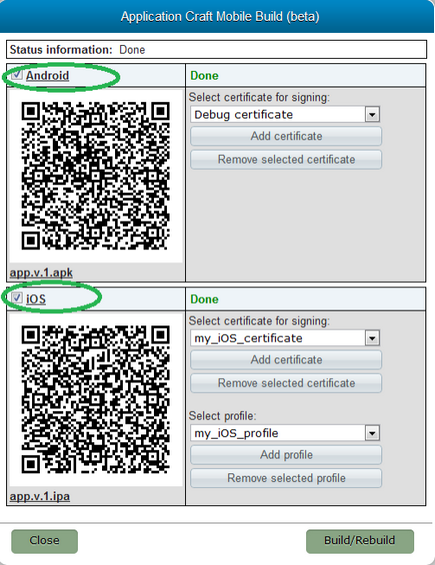 Application Craft Mobile Build (beta)
Status information: Done
Android
Done
Select certificate for signing:
Debug certificate
Add certificate
Remove selected certificate
app.v.1.apk
iOS
Done
Select certificate for signing:
my_iOS_certificate
Add certificate
Remove selected certificate
Select profile:
my_iOS_profile
Add profile
Remove selected profile
app.v.1.ipa
Close
Build/Rebuild